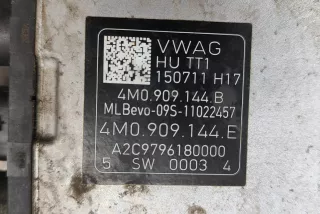 VWAG
HU TT1
150711 H17
4M0.909.144.B
MLBevo-09S-11022457
4M0.909.144.E
A2C9796180000
5 SW 0003 4